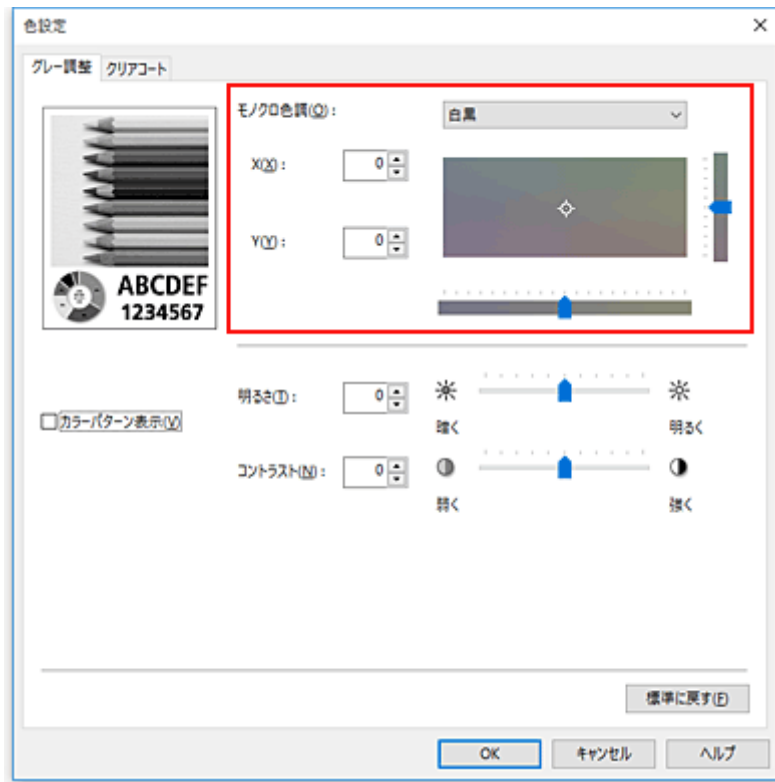 色設定
グレー調整 クリアコート
モノクロ色調(O): 白黒
X(X): 0
Y(Y): 0
ABCDEF
1234567
明るさ(T): 0
暗く 明るく
カラーパターン表示(V)
コントラスト(N): 0
弱く 強く
標準に戻す(F)
OK キャンセル ヘルプ